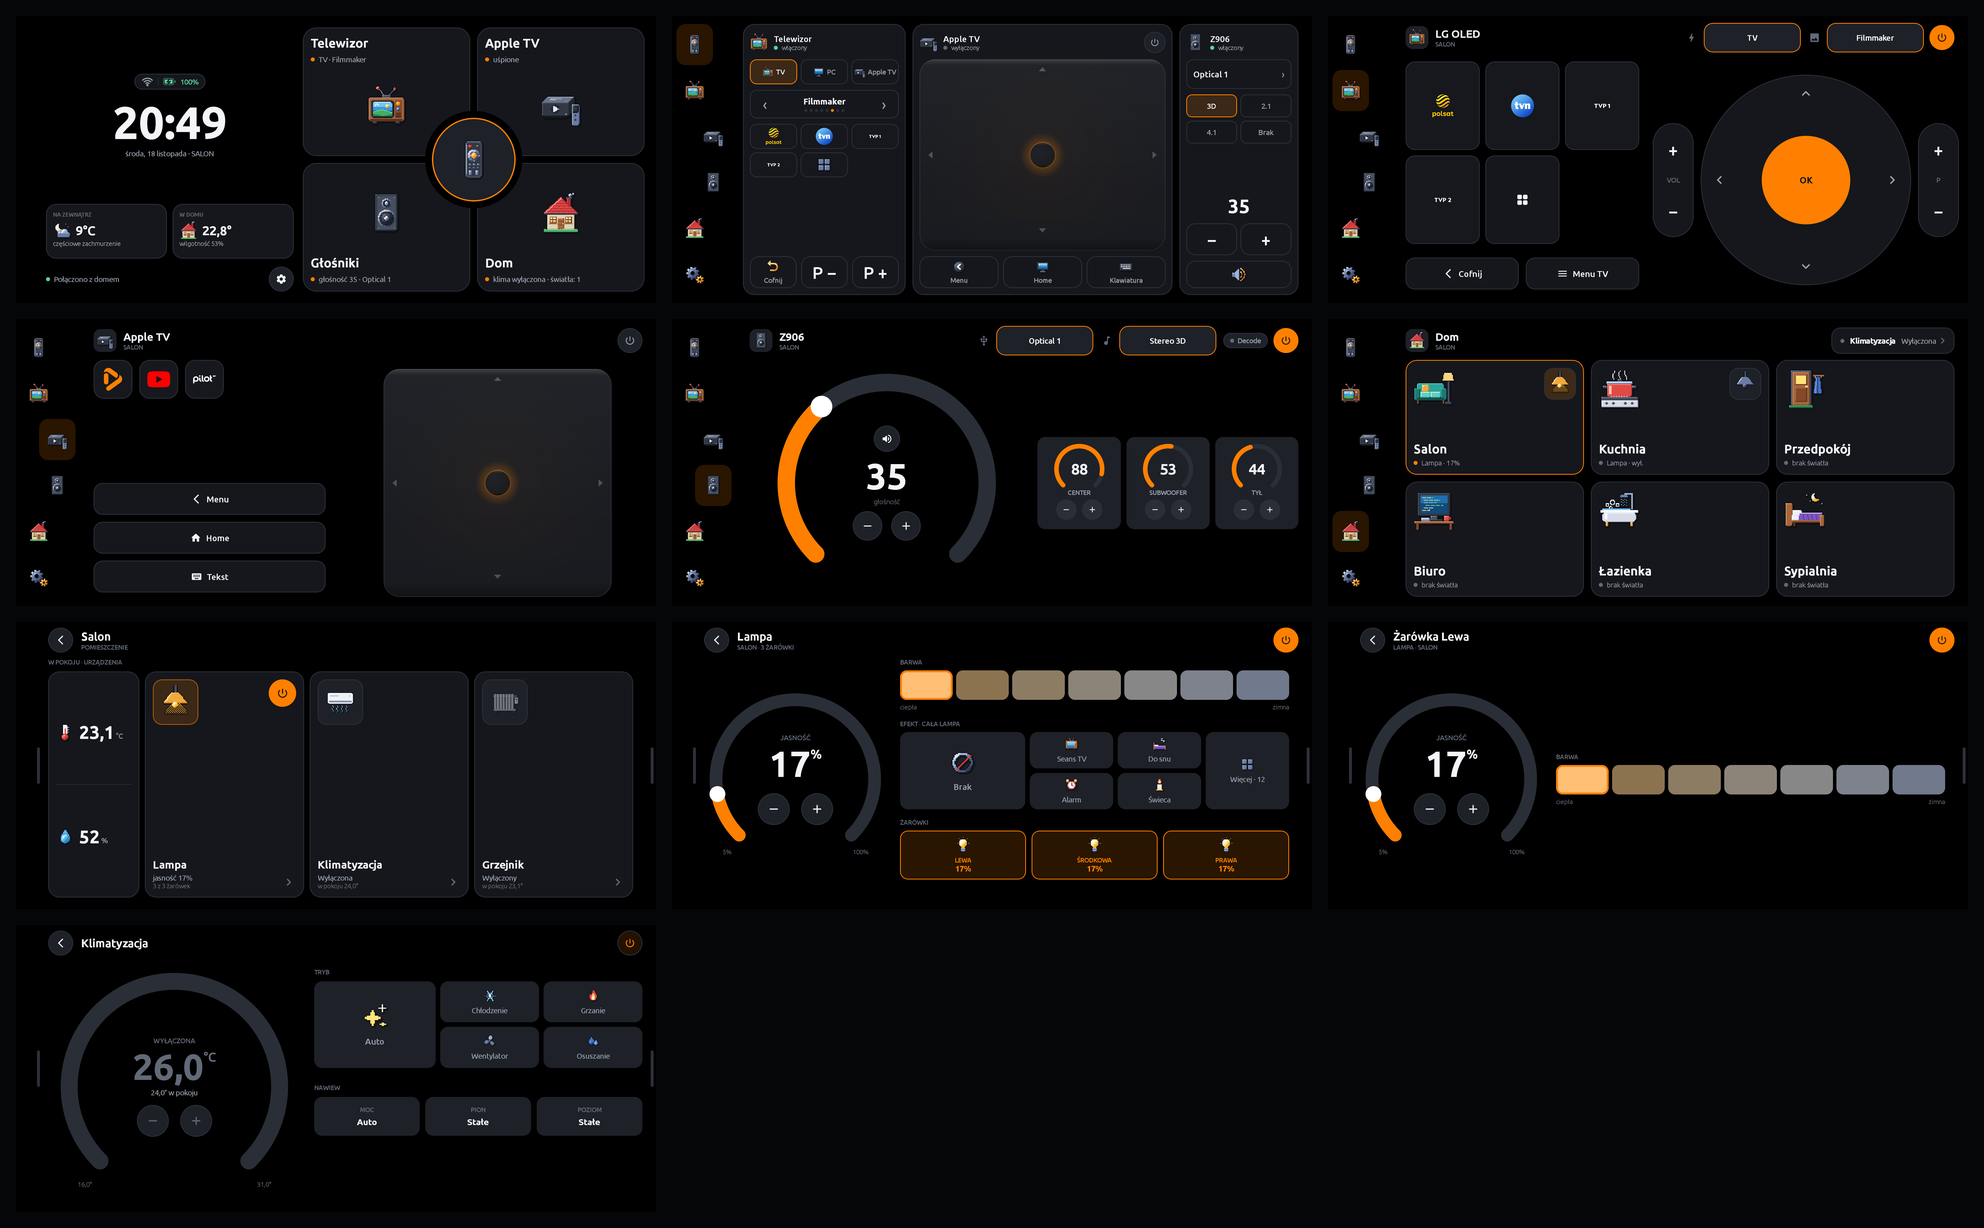 100%
20:49
środa, 18 listopada · SALON
NA ZEWNĄTRZ
9°C
częściowe zachmurzenie
W DOMU
22,8°
wilgotność 53%
Połączono z domem
Telewizor
TV · Filmmaker
Apple TV
uśpione
Głośniki
głośność 35 · Optical 1
Dom
klima wyłączona · światła: 1
Telewizor
włączony
TV
PC
Apple TV
Filmmaker
polsat
tvn
TVP 1
TVP 2
Cofnij
P −
P +
Apple TV
wyłączony
Menu
Home
Klawiatura
Z906
włączony
Optical 1
3D
2.1
4.1
Brak
35
−
+
LG OLED
SALON
TV
Filmmaker
polsat
tvn
TVP 1
TVP 2
Cofnij
Menu TV
+
VOL
−
OK
+
P
−
Apple TV
SALON
pilot
Menu
Home
Tekst
Z906
SALON
Optical 1
Stereo 3D
Decode
35
głośność
−
+
88
CENTER
−
+
53
SUBWOOFER
−
+
44
TYŁ
−
+
Dom
SALON
Klimatyzacja Wyłączona
Salon
Lampa · 17%
Kuchnia
Lampa · wył.
Przedpokój
brak światła
Biuro
brak światła
Łazienka
brak światła
Sypialnia
brak światła
Salon
POMIESZCZENIE
W POKOJU · URZĄDZENIA
23,1 °C
52 %
Lampa
jasność 17%
3 z 3 żarówek
Klimatyzacja
Wyłączona
w pokoju 24,0°
Grzejnik
Wyłączony
w pokoju 23,1°
Lampa
SALON · 3 ŻARÓWKI
JASNOŚĆ
17%
−
+
5%
100%
BARWA
ciepła
zimna
EFEKT · CAŁA LAMPA
Brak
Seans TV
Do snu
Alarm
Świeca
Więcej · 12
ŻARÓWKI
LEWA
17%
ŚRODKOWA
17%
PRAWA
17%
Żarówka Lewa
LAMPA · SALON
JASNOŚĆ
17%
−
+
5%
100%
BARWA
ciepła
zimna
Klimatyzacja
WYŁĄCZONA
26,0°C
24,0° w pokoju
−
+
16,0°
31,0°
TRYB
Auto
Chłodzenie
Grzanie
Wentylator
Osuszanie
NAWIEW
MOC
Auto
PION
Stałe
POZIOM
Stałe